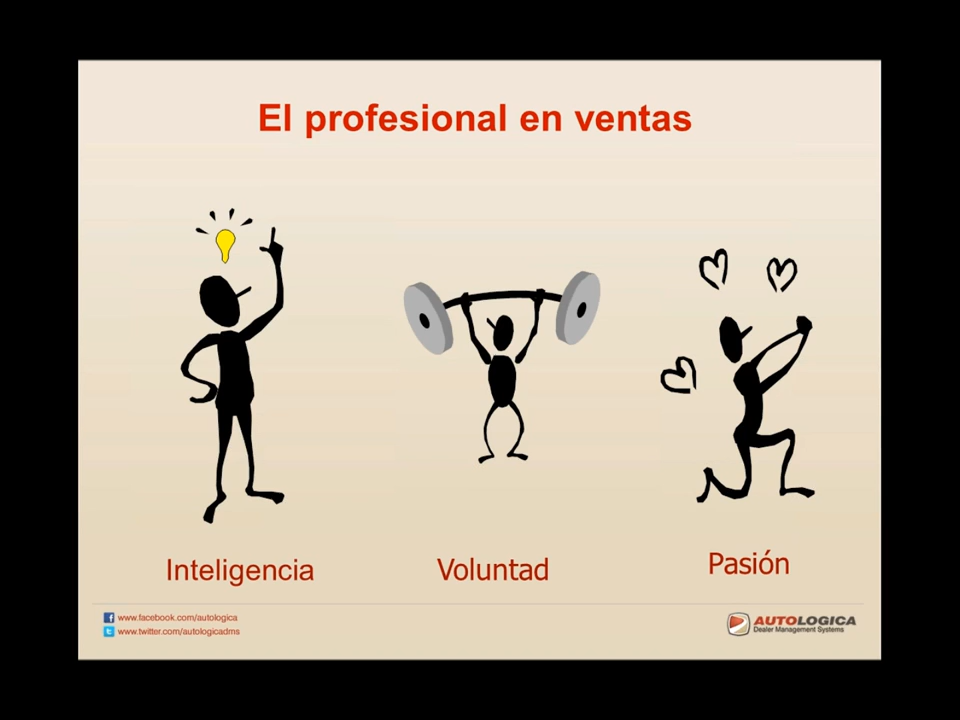 El profesional en ventas
Inteligencia
Voluntad
Pasión
www.facebook.com/autologica
www.twitter.com/autologicadms
AUTOLOGICA
Dealer Management Systems